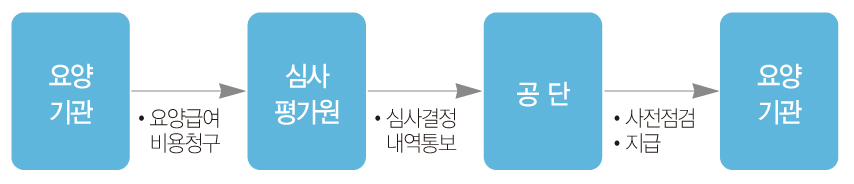 요양
기관
• 요양급여
비용청구
심사
평가원
• 심사결정
내역통보
공 단
• 사전점검
• 지급
요양
기관